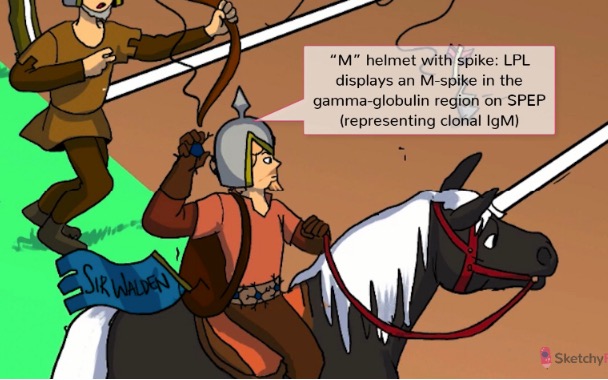 “M” helmet with spike: LPL
displays an M-spike in the
gamma-globulin region on SPEP
(representing clonal IgM)
SIR WALDEN
Sketchy